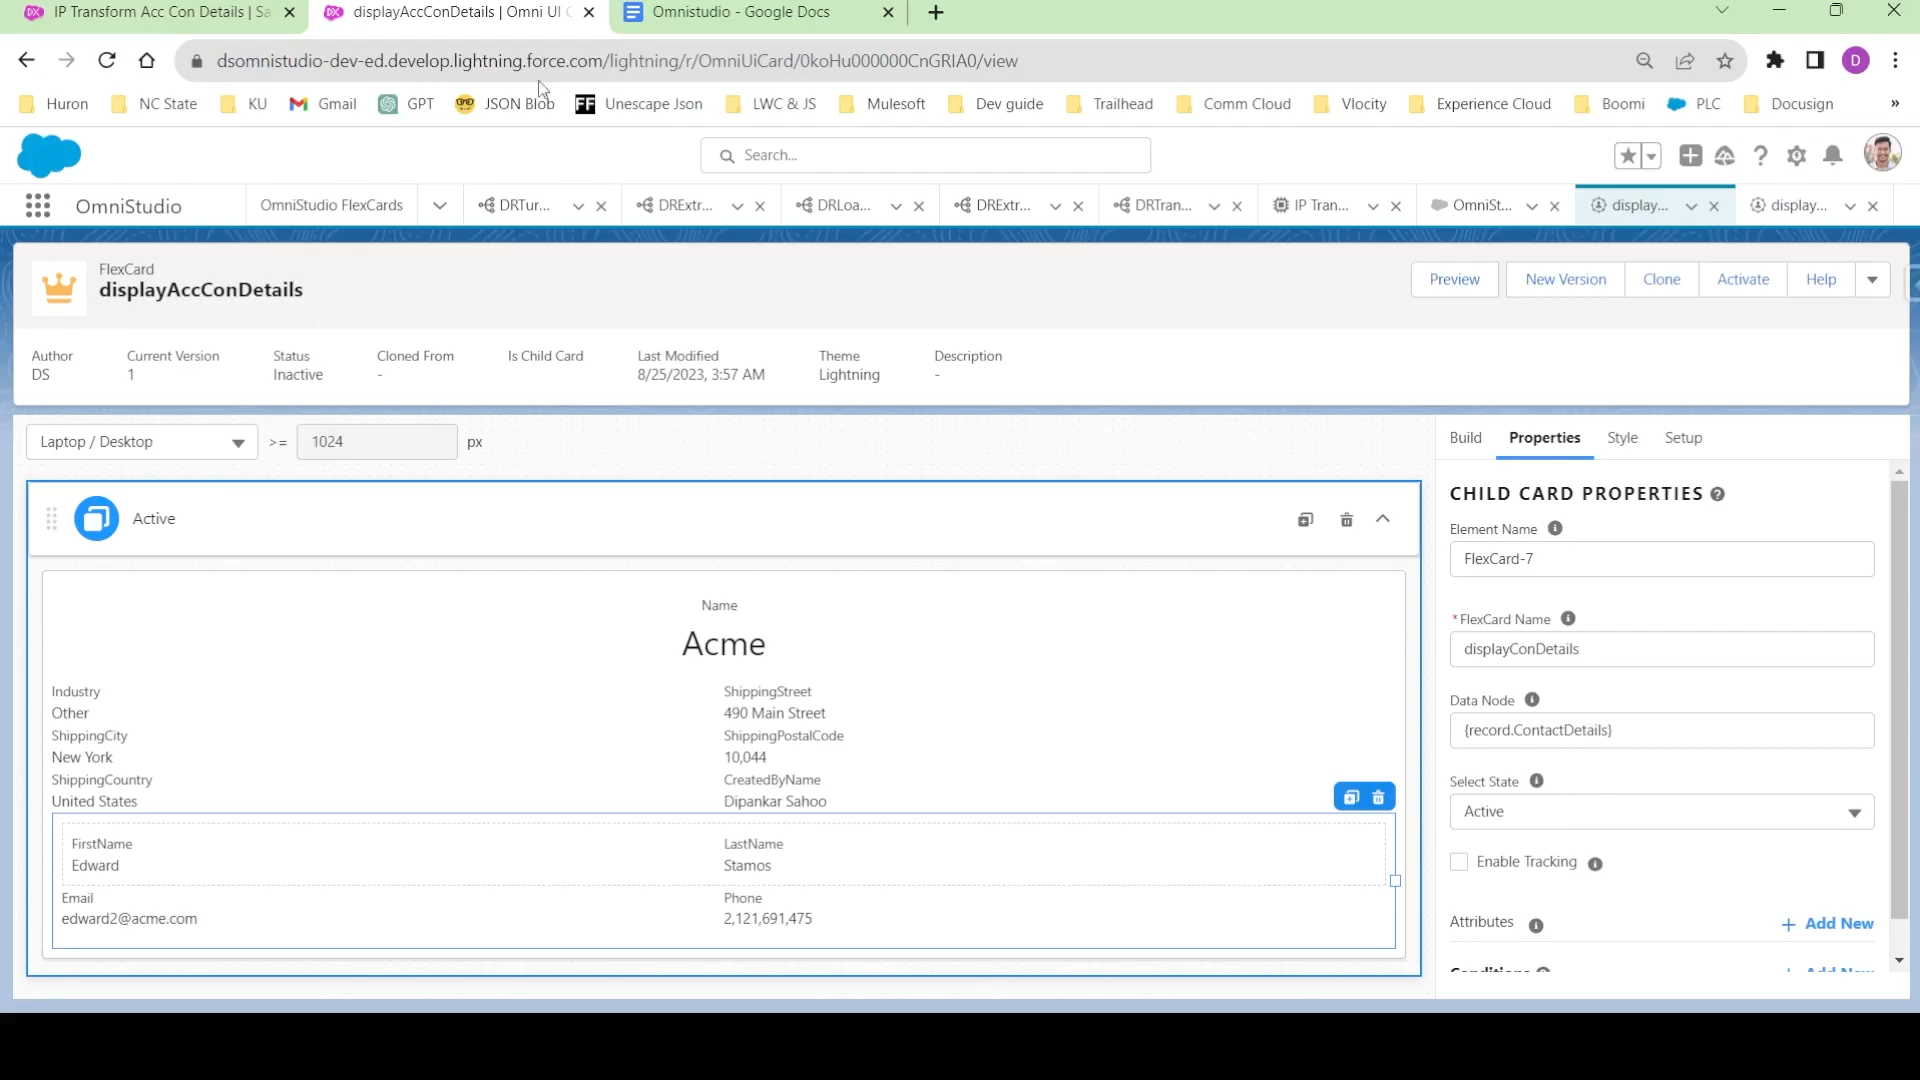 IP Transform Acc Con Details | Sa
displayAccConDetails | Omni UI C
Omnistudio - Google Docs
dsomnistudio-dev-ed.develop.lightning.force.com/lightning/r/OmniUiCard/0koHu000000CnGRIA0/view
D
Huron
NC State
KU
Gmail
GPT
JSON Blob
FF Unescape Json
LWC & JS
Mulesoft
Dev guide
Trailhead
Comm Cloud
Vlocity
Experience Cloud
Boomi
PLC
Docusign
»
Search...
OmniStudio
OmniStudio FlexCards
DRTur...
DRExtr...
DRLoa...
DRExtr...
DRTran...
IP Tran...
OmniSt...
display...
display...
FlexCard
displayAccConDetails
Preview
New Version
Clone
Activate
Help
Author
DS
Current Version
1
Status
Inactive
Cloned From
-
Is Child Card
Last Modified
8/25/2023, 3:57 AM
Theme
Lightning
Description
-
Laptop / Desktop >= 1024 px
Active
Name
Acme
Industry
Other
ShippingStreet
490 Main Street
ShippingCity
New York
ShippingPostalCode
10,044
ShippingCountry
United States
CreatedByName
Dipankar Sahoo
FirstName
Edward
LastName
Stamos
Email
edward2@acme.com
Phone
2,121,691,475
Build
Properties
Style
Setup
CHILD CARD PROPERTIES
Element Name
FlexCard-7
*FlexCard Name
displayConDetails
Data Node
{record.ContactDetails}
Select State
Active
Enable Tracking
Attributes
+ Add New
Conditions
+ Add New